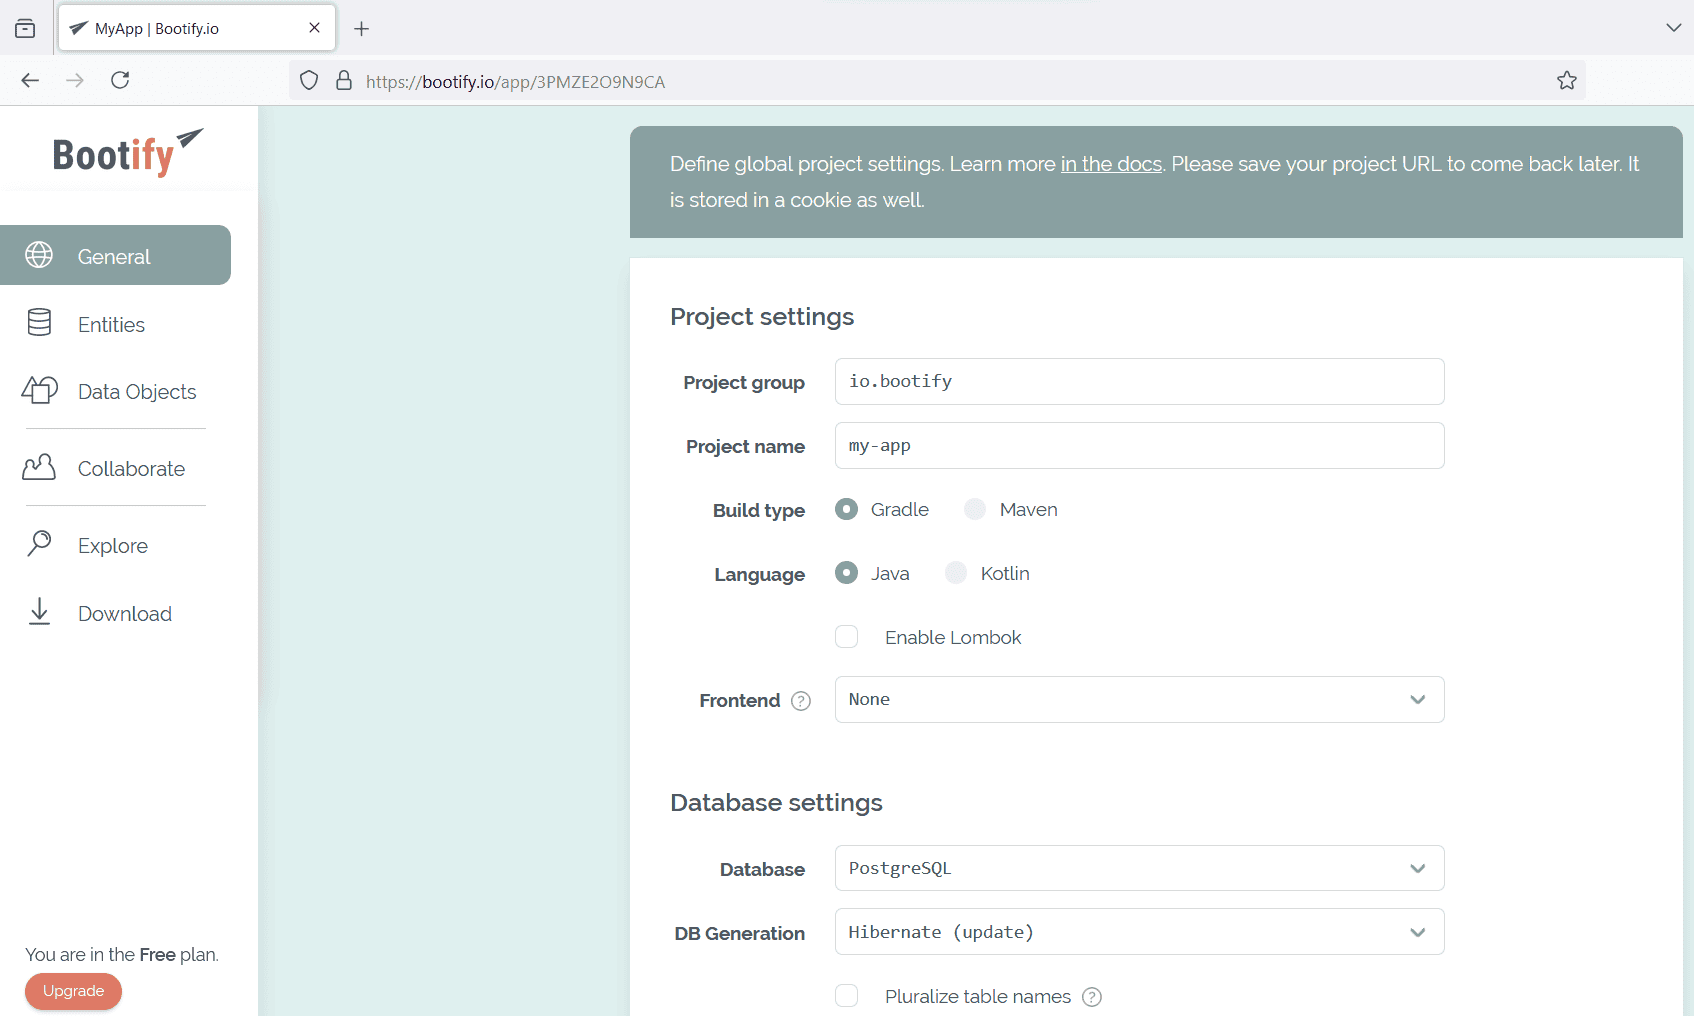 MyApp | Bootify.io
https://bootify.io/app/3PMZE2O9N9CA
Bootify
General
Entities
Data Objects
Collaborate
Explore
Download
You are in the Free plan.
Upgrade
Define global project settings. Learn more in the docs. Please save your project URL to come back later. It
is stored in a cookie as well.
Project settings
Project group io.bootify
Project name my-app
Build type Gradle Maven
Language Java Kotlin
Enable Lombok
Frontend ? None
Database settings
Database PostgreSQL
DB Generation Hibernate (update)
Pluralize table names ?